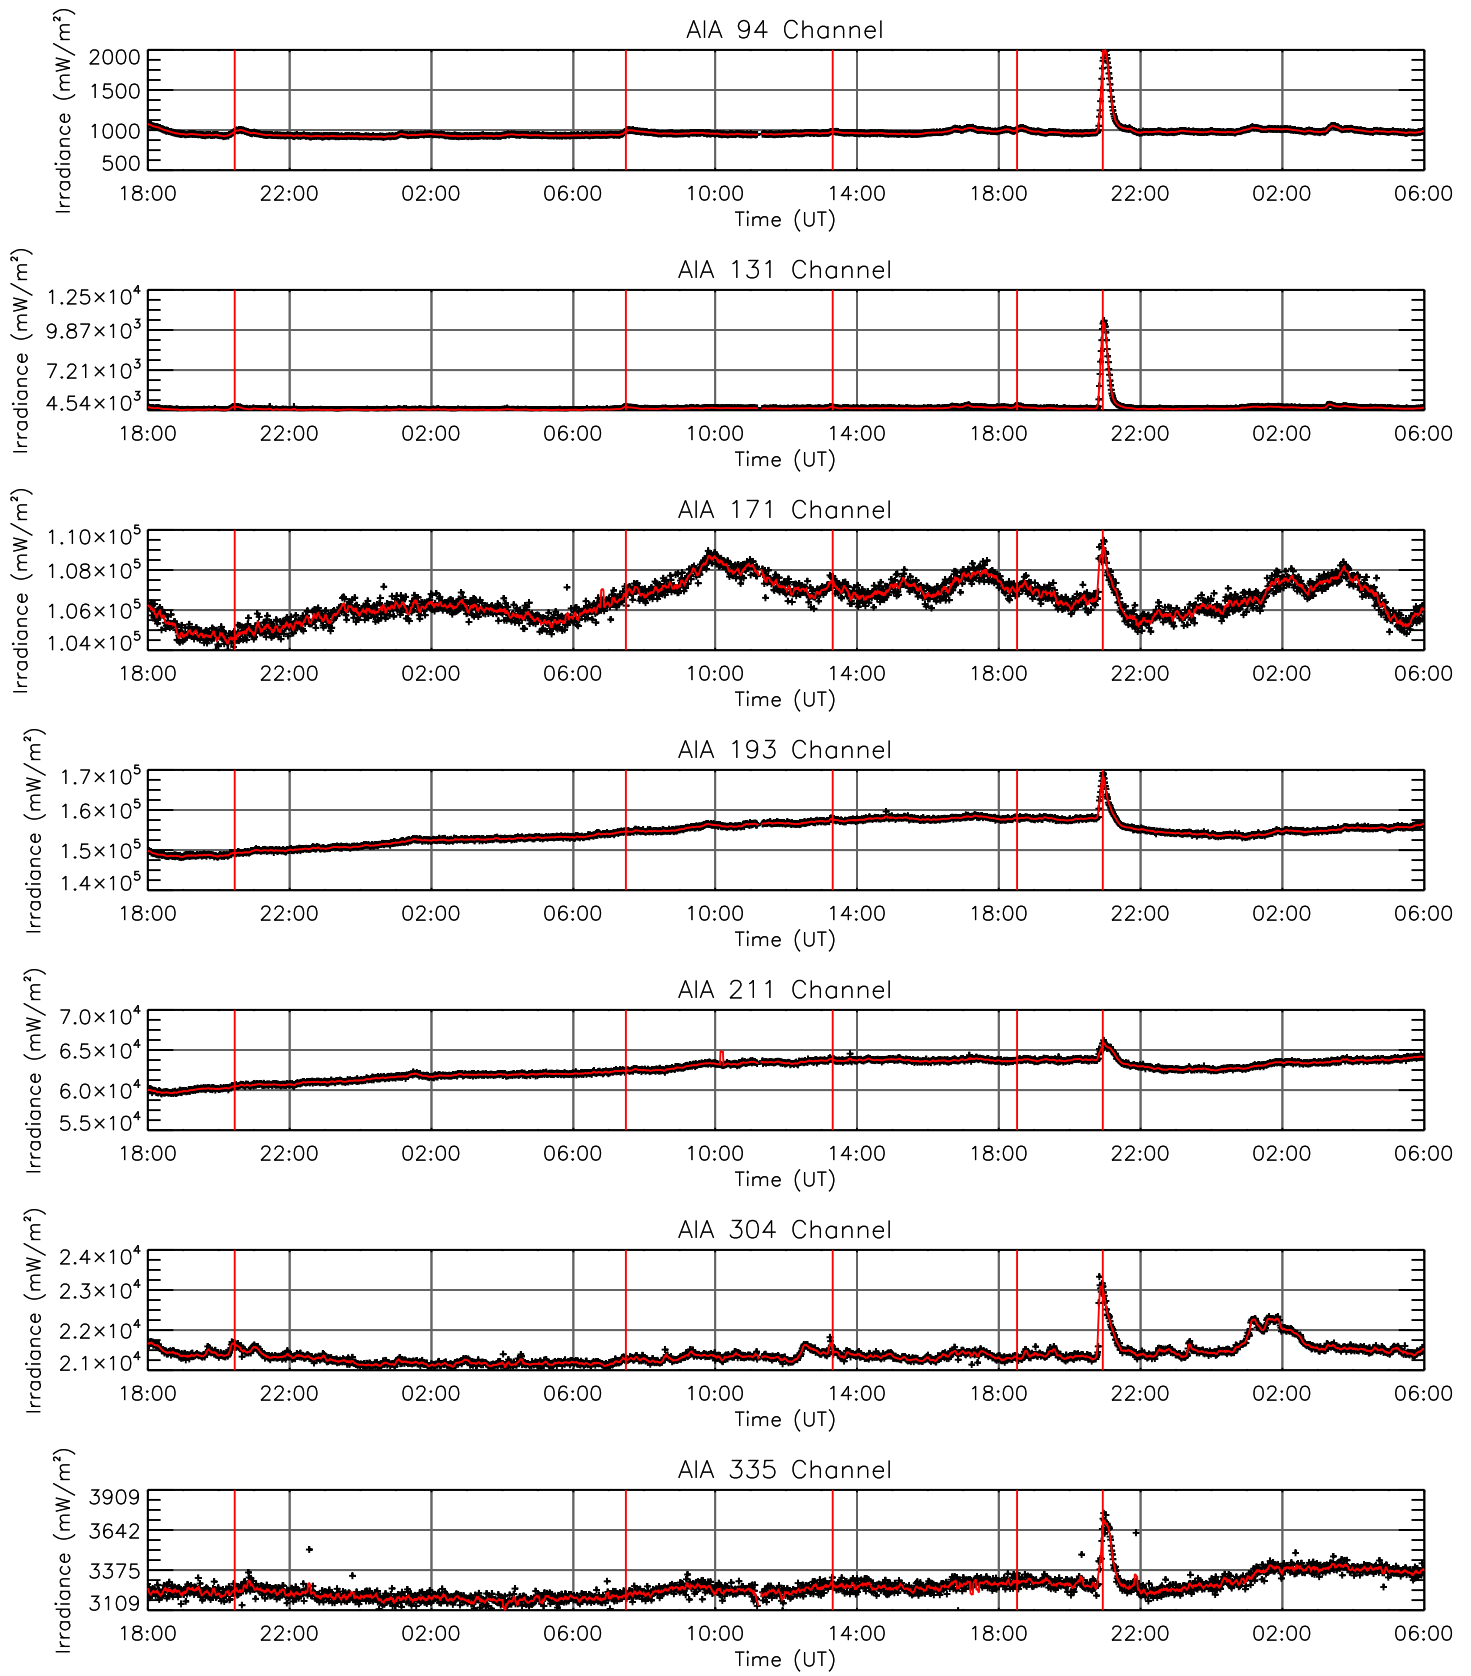 AIA 94 Channel
Irradiance (mW/m²)
2000
1500
1000
500
18:00 22:00 02:00 06:00 10:00 14:00 18:00 22:00 02:00 06:00
Time (UT)
AIA 131 Channel
Irradiance (mW/m²)
1.25×10⁴
9.87×10³
7.21×10³
4.54×10³
18:00 22:00 02:00 06:00 10:00 14:00 18:00 22:00 02:00 06:00
Time (UT)
AIA 171 Channel
Irradiance (mW/m²)
1.10×10⁵
1.08×10⁵
1.06×10⁵
1.04×10⁵
18:00 22:00 02:00 06:00 10:00 14:00 18:00 22:00 02:00 06:00
Time (UT)
AIA 193 Channel
Irradiance (mW/m²)
1.7×10⁵
1.6×10⁵
1.5×10⁵
1.4×10⁵
18:00 22:00 02:00 06:00 10:00 14:00 18:00 22:00 02:00 06:00
Time (UT)
AIA 211 Channel
Irradiance (mW/m²)
7.0×10⁴
6.5×10⁴
6.0×10⁴
5.5×10⁴
18:00 22:00 02:00 06:00 10:00 14:00 18:00 22:00 02:00 06:00
Time (UT)
AIA 304 Channel
Irradiance (mW/m²)
2.4×10⁴
2.3×10⁴
2.2×10⁴
2.1×10⁴
18:00 22:00 02:00 06:00 10:00 14:00 18:00 22:00 02:00 06:00
Time (UT)
AIA 335 Channel
Irradiance (mW/m²)
3909
3642
3375
3109
18:00 22:00 02:00 06:00 10:00 14:00 18:00 22:00 02:00 06:00
Time (UT)